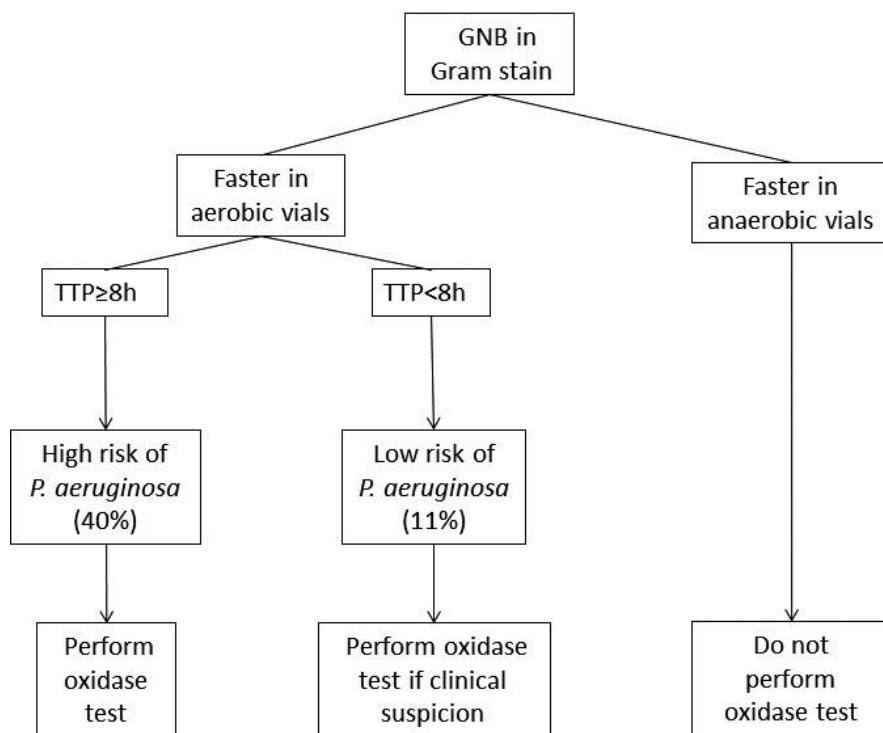 GNB in
Gram stain
Faster in
aerobic vials
Faster in
anaerobic vials
TTP≥8h
TTP<8h
High risk of
P. aeruginosa
(40%)
Low risk of
P. aeruginosa
(11%)
Perform
oxidase
test
Perform oxidase
test if clinical
suspicion
Do not
perform
oxidase test